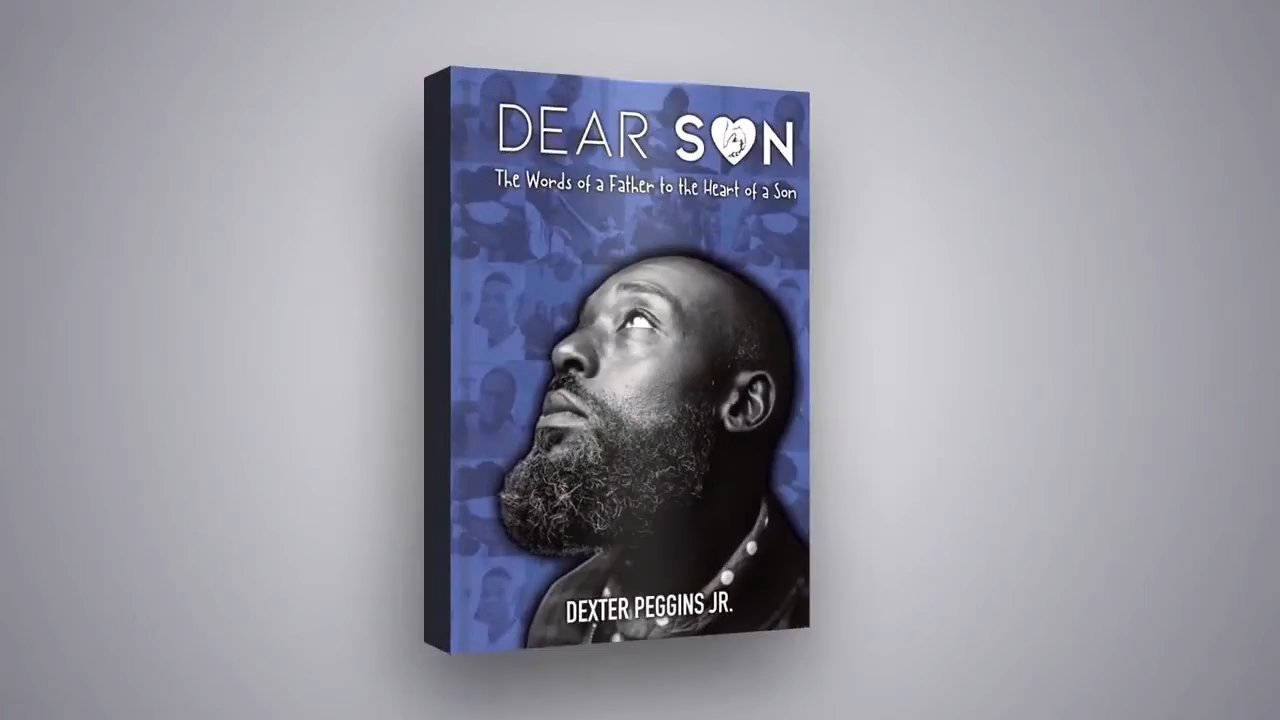 DEAR SON
The Words of a Father to the Heart of a Son
DEXTER PEGGINS JR.